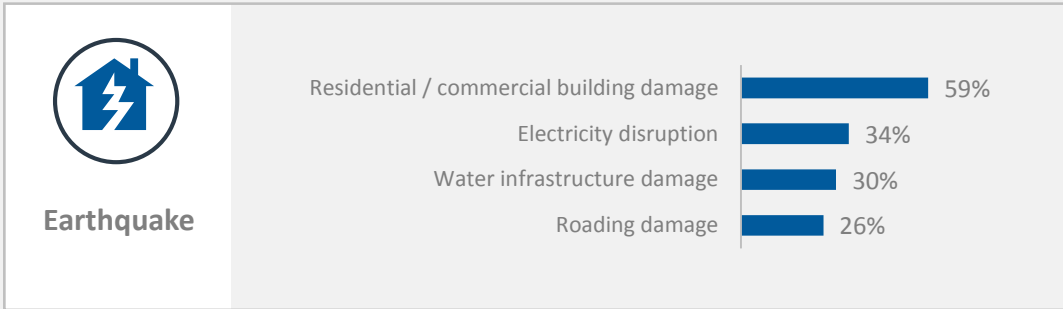 Earthquake
Residential / commercial building damage 59%
Electricity disruption 34%
Water infrastructure damage 30%
Roading damage 26%